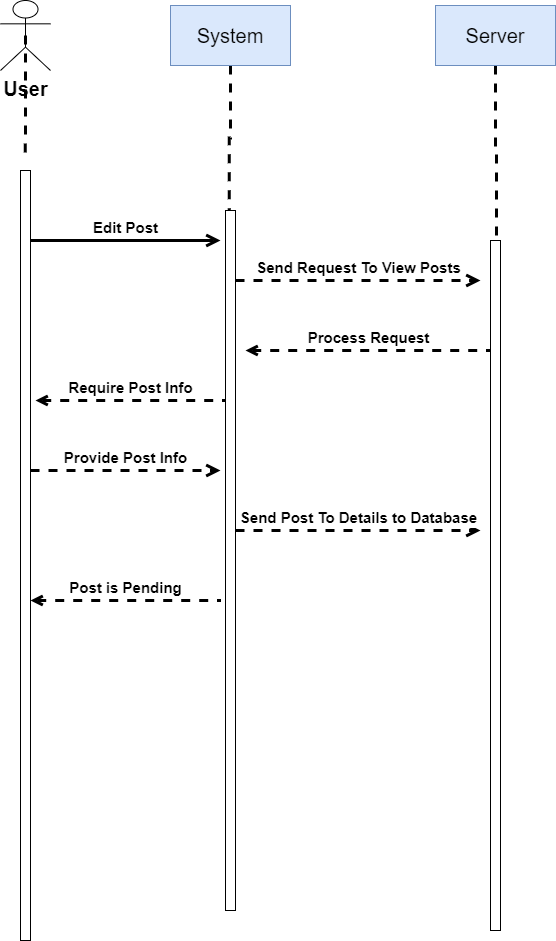 System
Server
User
Edit Post
Send Request To View Posts
Process Request
Require Post Info
Provide Post Info
Send Post To Details to Database
Post is Pending